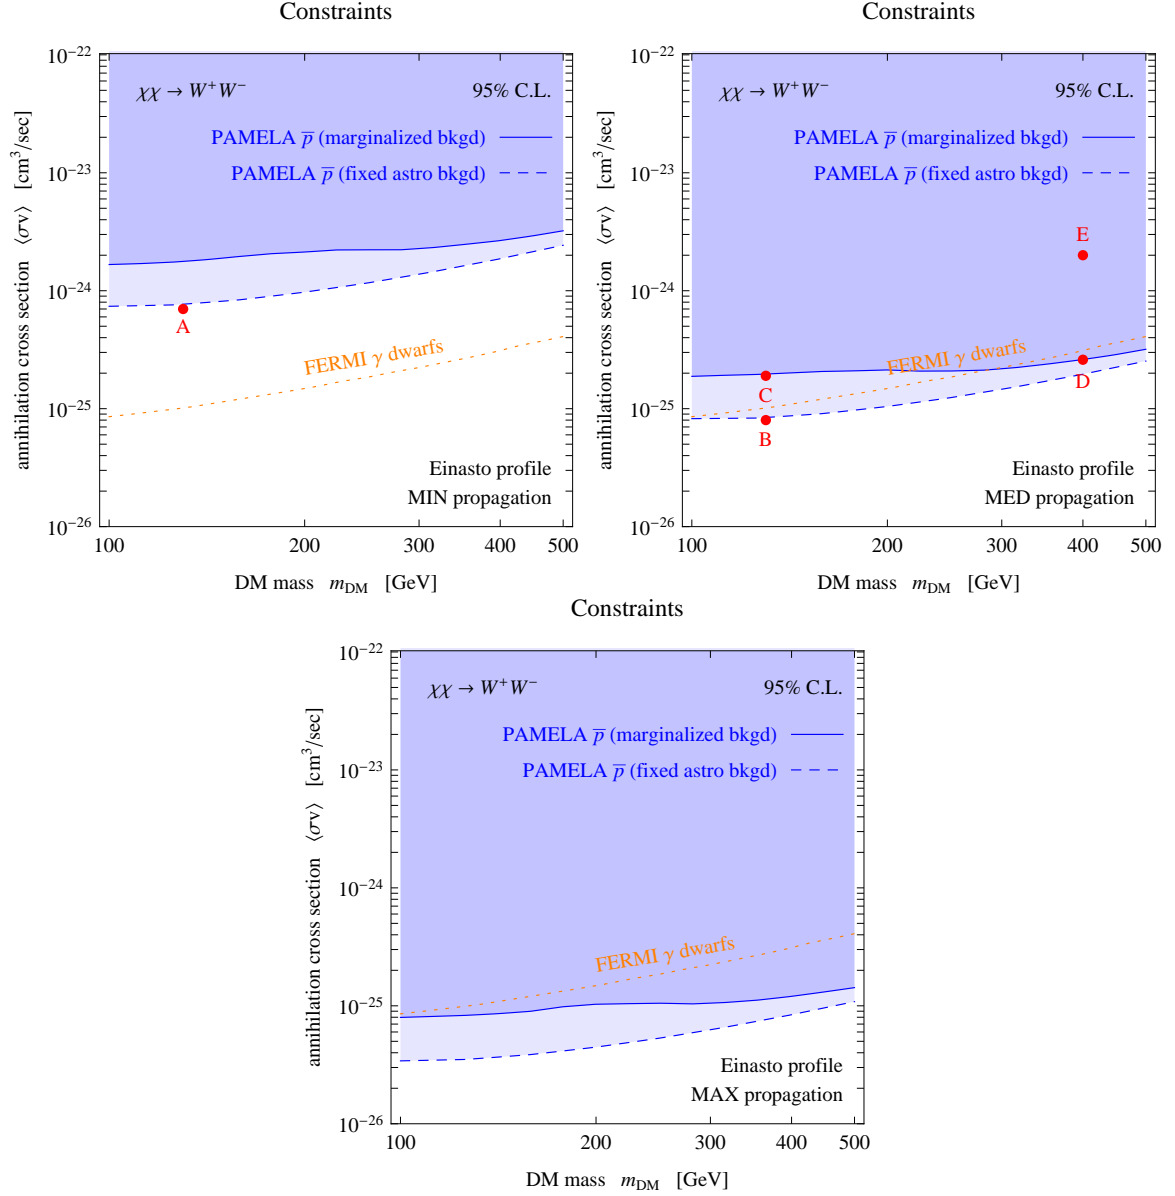 Constraints
χχ → W⁺W⁻
95% C.L.
PAMELA p̅ (marginalized bkgd)
PAMELA p̅ (fixed astro bkgd)
A
FERMI γ dwarfs
Einasto profile
MIN propagation
10⁻²²
10⁻²³
10⁻²⁴
10⁻²⁵
10⁻²⁶
annihilation cross section ⟨σv⟩ [cm³/sec]
100 200 300 400 500
DM mass m_DM [GeV]
Constraints
χχ → W⁺W⁻
95% C.L.
PAMELA p̅ (marginalized bkgd)
PAMELA p̅ (fixed astro bkgd)
E
FERMI γ dwarfs
C
D
B
Einasto profile
MED propagation
10⁻²²
10⁻²³
10⁻²⁴
10⁻²⁵
10⁻²⁶
annihilation cross section ⟨σv⟩ [cm³/sec]
100 200 300 400 500
DM mass m_DM [GeV]
Constraints
χχ → W⁺W⁻
95% C.L.
PAMELA p̅ (marginalized bkgd)
PAMELA p̅ (fixed astro bkgd)
FERMI γ dwarfs
Einasto profile
MAX propagation
10⁻²²
10⁻²³
10⁻²⁴
10⁻²⁵
10⁻²⁶
annihilation cross section ⟨σv⟩ [cm³/sec]
100 200 300 400 500
DM mass m_DM [GeV]